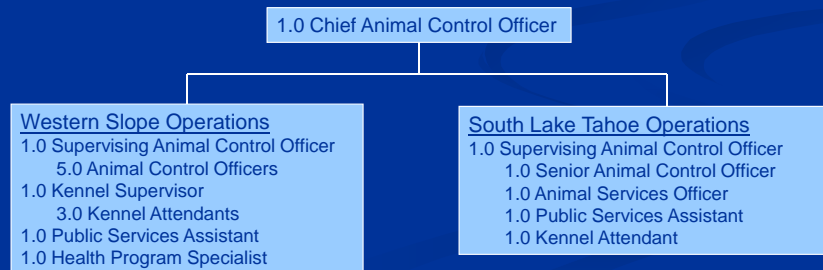 1.0 Chief Animal Control Officer
Western Slope Operations
1.0 Supervising Animal Control Officer
5.0 Animal Control Officers
1.0 Kennel Supervisor
3.0 Kennel Attendants
1.0 Public Services Assistant
1.0 Health Program Specialist
South Lake Tahoe Operations
1.0 Supervising Animal Control Officer
1.0 Senior Animal Control Officer
1.0 Animal Services Officer
1.0 Public Services Assistant
1.0 Kennel Attendant